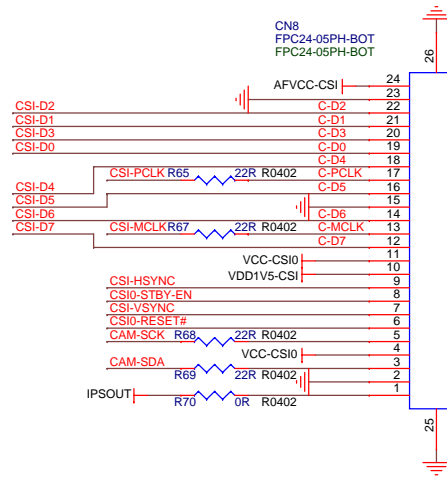 CN8
FPC24-05PH-BOT
FPC24-05PH-BOT
26
AFVCC-CSI 24
23
CSI-D2 C-D2 22
CSI-D1 C-D1 21
CSI-D3 C-D3 20
CSI-D0 C-D0 19
C-D4 18
CSI-PCLK R65 22R R0402 C-PCLK 17
CSI-D4 C-D5 16
CSI-D5 15
CSI-D6 C-D6 14
CSI-D7 CSI-MCLK R67 22R R0402 C-MCLK 13
C-D7 12
VCC-CSI0 11
VDD1V5-CSI 10
CSI-HSYNC 9
CSI0-STBY-EN 8
CSI-VSYNC 7
CSI0-RESET# 6
CAM-SCK R68 22R R0402 5
VCC-CSI0 4
CAM-SDA 3
R69 22R R0402 2
IPSOUT 1
R70 0R R0402
25